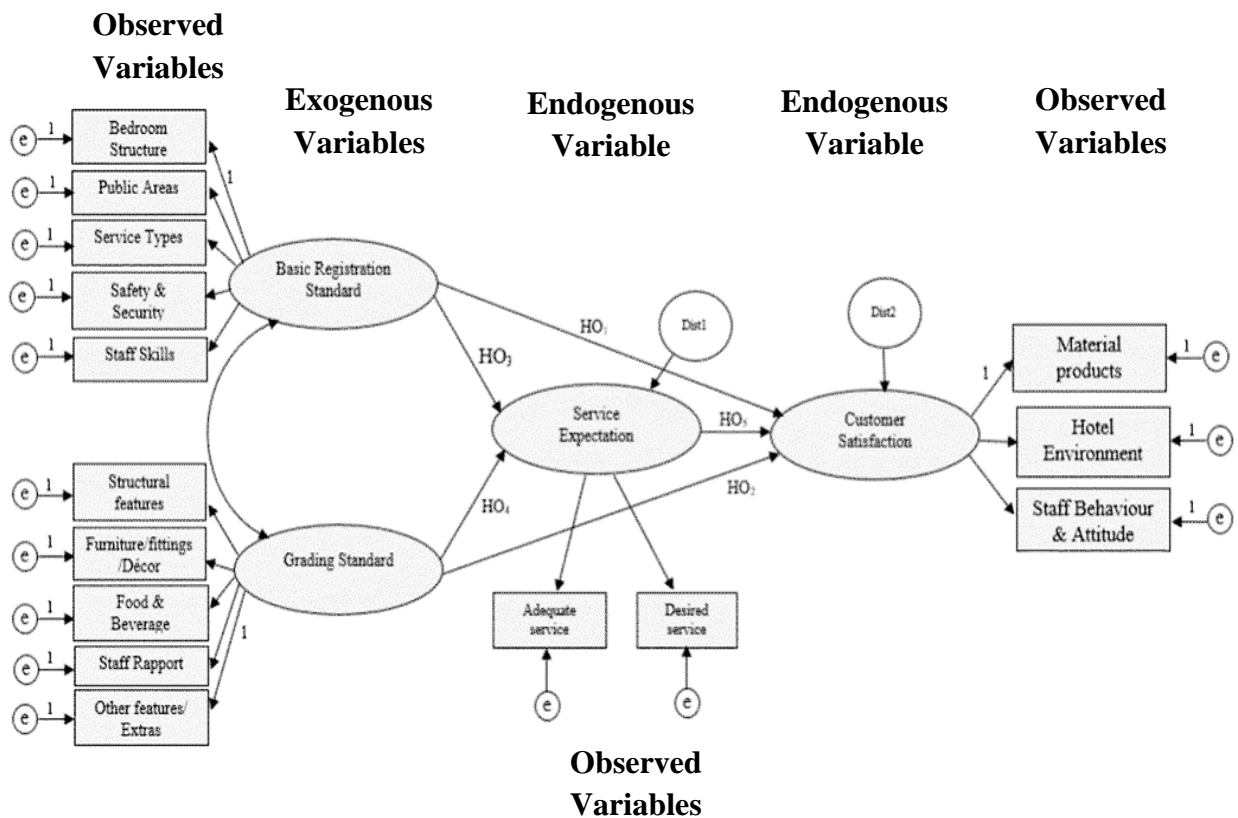 Observed
Variables
Exogenous
Variables
Endogenous
Variable
Endogenous
Variable
Observed
Variables
e
1
Bedroom
Structure
1
e
1
Public Areas
e
1
Service Types
e
1
Safety &
Security
e
1
Staff Skills
Basic Registration
Standard
HO₁
HO₃
Dist1
Dist2
Service
Expectation
HO₅
Customer
Satisfaction
1
Material
products
1
e
Hotel
Environment
1
e
Staff Behaviour
& Attitude
1
e
e
1
Structural
features
e
1
Furniture/fittings
/Décor
e
1
Food &
Beverage
e
1
Staff Rapport
e
1
Other features/
Extras
1
Grading Standard
HO₄
HO₂
Adequate
service
Desired
service
e
e
Observed
Variables